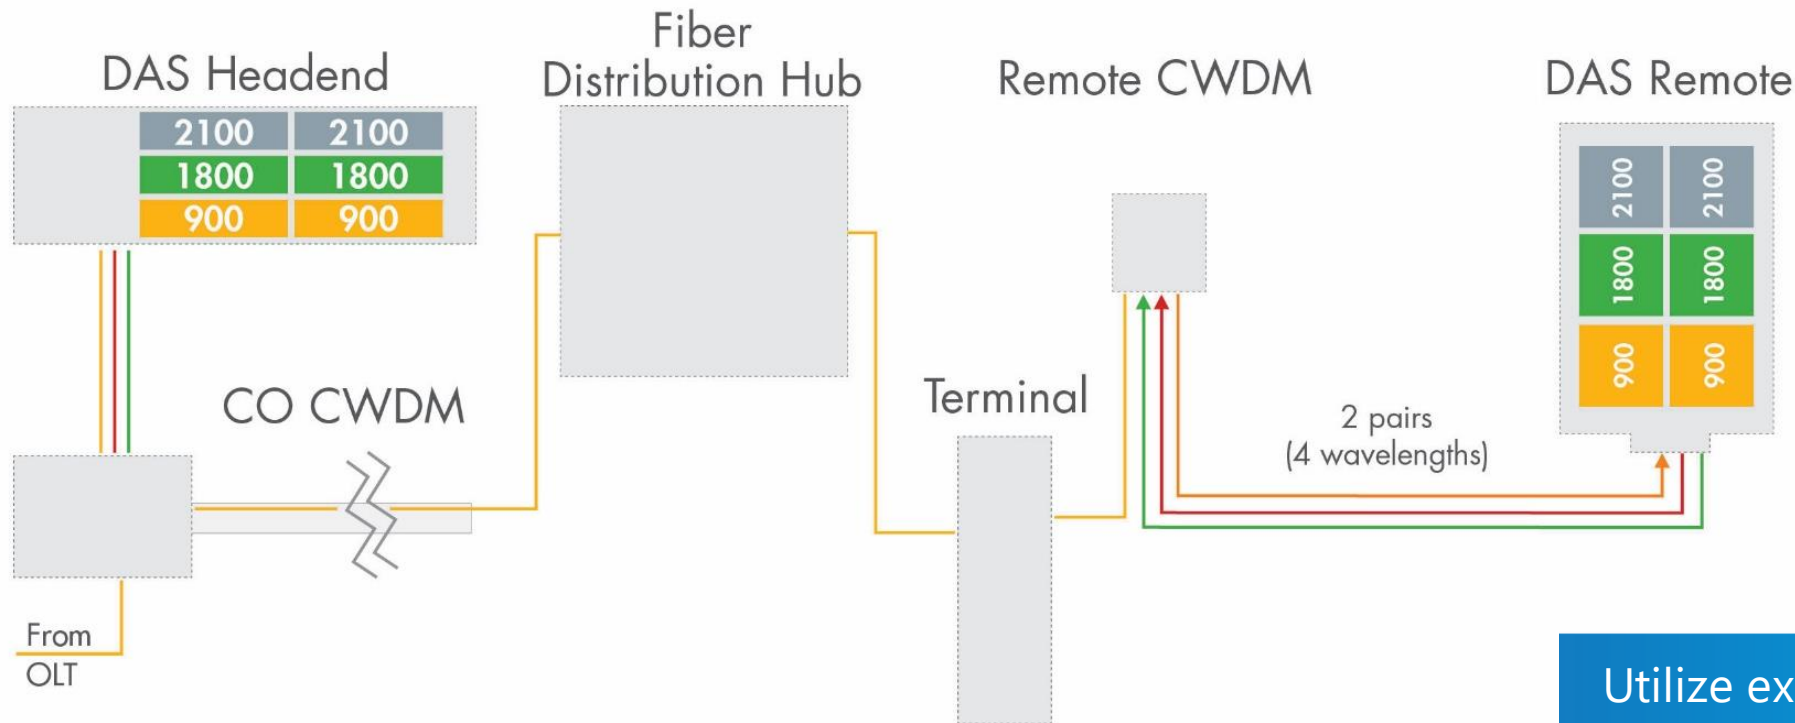 Fiber
Distribution Hub
DAS Headend
Remote CWDM
DAS Remote
2100 2100
1800 1800
900 900
2100 2100
1800 1800
900 900
CO CWDM
Terminal
2 pairs
(4 wavelengths)
From
OLT
Utilize ex